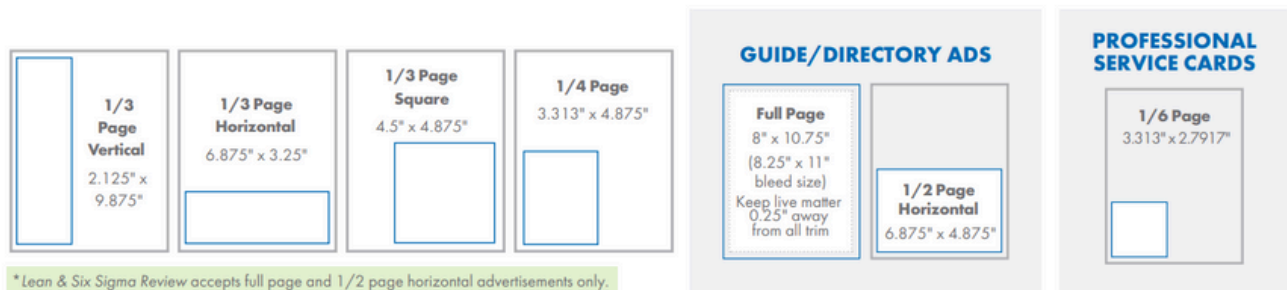 1/3
Page
Vertical
2.125" x
9.875"
1/3 Page
Horizontal
6.875" x 3.25"
1/3 Page
Square
4.5" x 4.875"
1/4 Page
3.313" x 4.875"
*Lean & Six Sigma Review accepts full page and 1/2 page horizontal advertisements only.
GUIDE/DIRECTORY ADS
Full Page
8" x 10.75"
(8.25" x 11"
bleed size)
Keep live matter
0.25" away
from all trim
1/2 Page
Horizontal
6.875" x 4.875"
PROFESSIONAL
SERVICE CARDS
1/6 Page
3.313" x 2.7917"